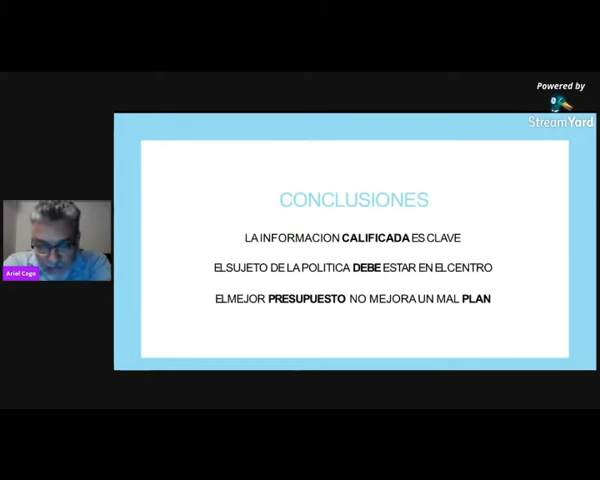 Powered by
StreamYard
CONCLUSIONES
LA INFORMACION CALIFICADA ES CLAVE
EL SUJETO DE LA POLITICA DEBE ESTAR EN EL CENTRO
EL MEJOR PRESUPUESTO NO MEJORA UN MAL PLAN
Ariel Cogo